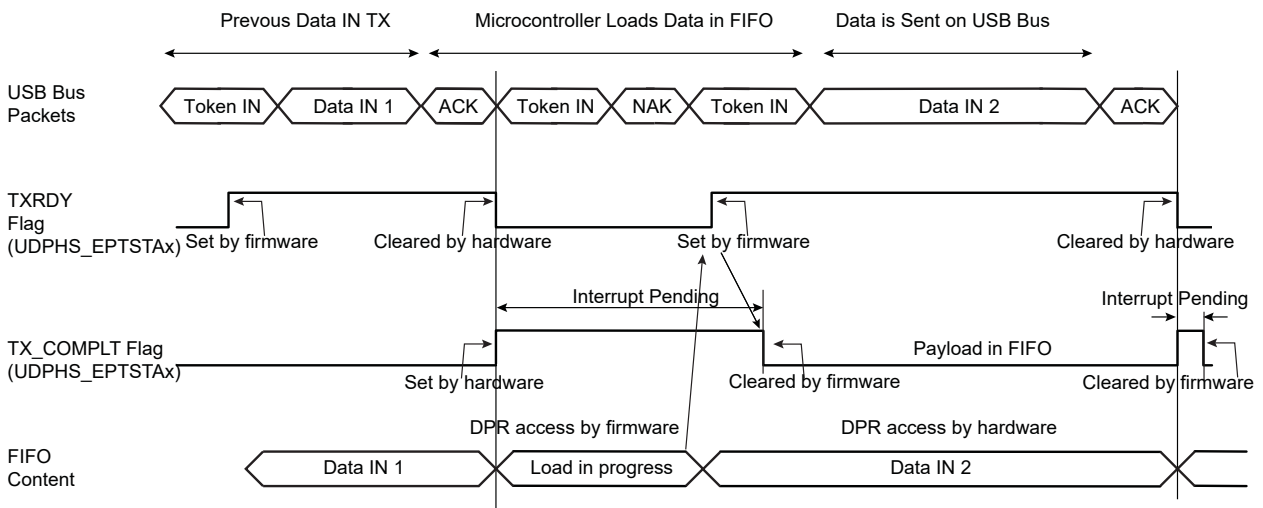 Prevous Data IN TX
Microcontroller Loads Data in FIFO
Data is Sent on USB Bus
USB Bus
Packets
Token IN
Data IN 1
ACK
Token IN
NAK
Token IN
Data IN 2
ACK
TXRDY
Flag
(UDPHS_EPTSTAx)
Set by firmware
Cleared by hardware
Set by firmware
Cleared by hardware
Interrupt Pending
Interrupt Pending
TX_COMPLT Flag
(UDPHS_EPTSTAx)
Payload in FIFO
Set by hardware
Cleared by firmware
Cleared by firmware
DPR access by firmware
DPR access by hardware
FIFO
Content
Data IN 1
Load in progress
Data IN 2